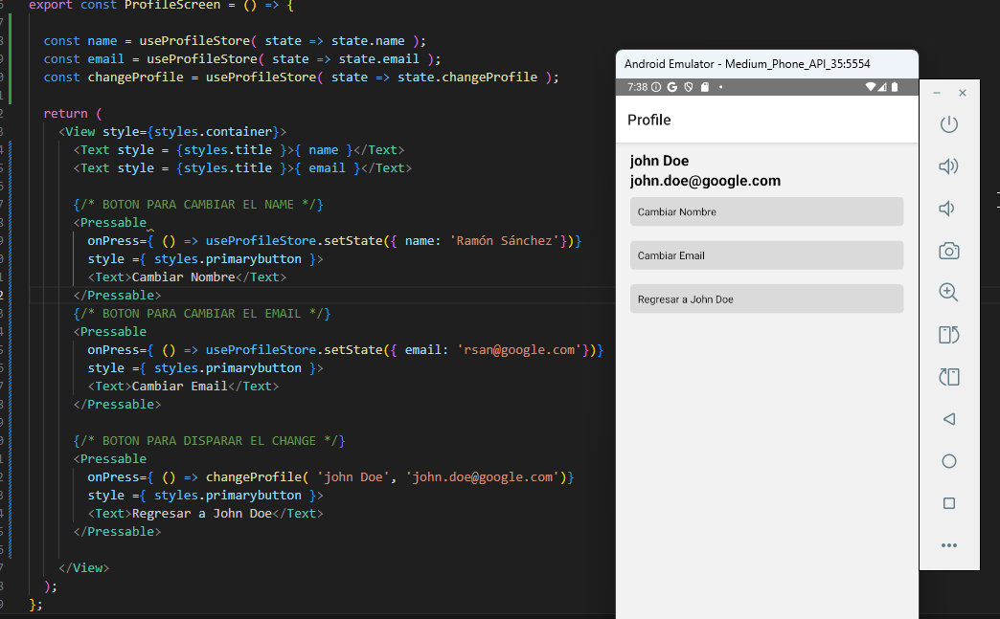 export const ProfileScreen = () => {
const name = useProfileStore( state => state.name );
const email = useProfileStore( state => state.email );
const changeProfile = useProfileStore( state => state.changeProfile );
return (
<View style={styles.container}>
<Text style = {styles.title }>{ name }</Text>
<Text style = {styles.title }>{ email }</Text>
{/* BOTON PARA CAMBIAR EL NAME */}
<Pressable
onPress={ () => useProfileStore.setState({ name: 'Ramón Sánchez'})}
style ={ styles.primarybutton }>
<Text>Cambiar Nombre</Text>
</Pressable>
{/* BOTON PARA CAMBIAR EL EMAIL */}
<Pressable
onPress={ () => useProfileStore.setState({ email: 'rsan@google.com'})}
style ={ styles.primarybutton }>
<Text>Cambiar Email</Text>
</Pressable>
{/* BOTON PARA DISPARAR EL CHANGE */}
<Pressable
onPress={ () => changeProfile( 'john Doe', 'john.doe@google.com')}
style ={ styles.primarybutton }>
<Text>Regresar a John Doe</Text>
</Pressable>
</View>
);
};
Android Emulator - Medium_Phone_API_35:5554
7:38
Profile
john Doe
john.doe@google.com
Cambiar Nombre
Cambiar Email
Regresar a John Doe